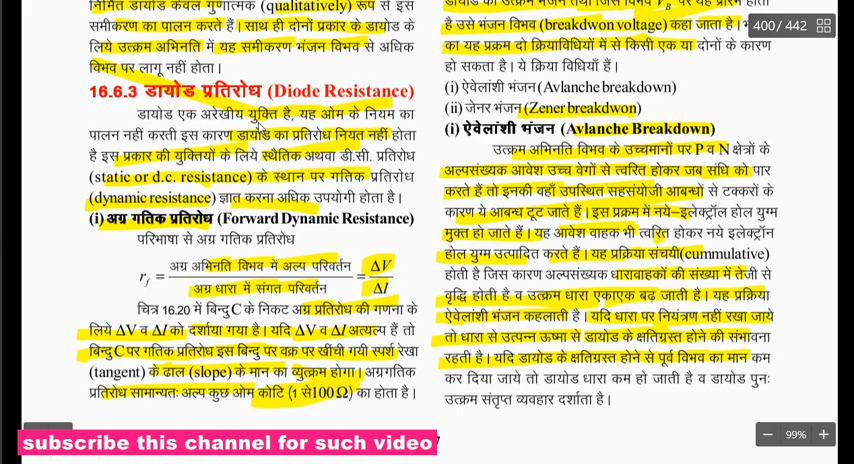 निर्मित डायोड केवल गुणात्मक (qualitatively) रूप से इस
समीकरण का पालन करते हैं। साथ ही दोनों प्रकार के डायोड के
लिये उत्क्रम अभिनति में यह समीकरण भंजन विभव से अधिक
विभव पर लागू नहीं होता।
16.6.3 डायोड प्रतिरोध (Diode Resistance)
डायोड एक अरेखीय युक्ति है, यह ओम के नियम का
पालन नहीं करती इस कारण डायोड का प्रतिरोध नियत नहीं होता
है इस प्रकार की युक्तियों के लिये स्थैतिक अथवा डी.सी. प्रतिरोध
(static or d.c. resistance) के स्थान पर गतिक प्रतिरोध
(dynamic resistance) ज्ञात करना अधिक उपयोगी होता है।
(i) अग्र गतिक प्रतिरोध (Forward Dynamic Resistance)
परिभाषा से अग्र गतिक प्रतिरोध
r_f = अग्र अभिनति विभव में अल्प परिवर्तन / अग्र धारा में संगत परिवर्तन = ΔV / ΔI
चित्र 16.20 में बिन्दु C के निकट अग्र प्रतिरोध की गणना के
लिये ΔV व ΔI को दर्शाया गया है। यदि ΔV व ΔI अत्यल्प हैं तो
बिन्दु C पर गतिक प्रतिरोध इस बिन्दु पर वक्र पर खींची गयी स्पर्श रेखा
(tangent) के ढाल (slope) के मान का व्युत्क्रम होगा। अग्रगतिक
प्रतिरोध सामान्यतः अल्प कुछ ओम कोटि (1 से100 Ω) का होता है।
है उसे भंजन विभव (breakdwon voltage) कहा जाता है।
का यह प्रक्रम दो क्रियाविधियों में से किसी एक या दोनों के कारण
हो सकता है। ये क्रिया विधियाँ हैं।
(i) ऐवेलांशी भंजन (Avlanche breakdown)
(ii) जेनर भंजन (Zener breakdwon)
(i) ऐवेलांशी भंजन (Avlanche Breakdown)
उत्क्रम अभिनति विभव के उच्चमानों पर P व N क्षेत्रों के
अल्पसंख्यक आवेश उच्च वेगों से त्वरित होकर जब संधि को पार
करते हैं तो इनकी वहाँ उपस्थित सहसंयोजी आबन्धों से टक्करों के
कारण ये आबन्ध टूट जाते हैं। इस प्रक्रम में नये-इलेक्ट्रॉल होल युग्म
मुक्त हो जाते हैं। यह आवेश वाहक भी त्वरित होकर नये इलेक्ट्रॉन
होल युग्म उत्पादित करते हैं। यह प्रक्रिया संचयी(cummulative)
होती है जिस कारण अल्पसंख्यक धारावाहकों की संख्या में तेजी से
वृद्धि होती है व उत्क्रम धारा एकाएक बढ़ जाती है। यह प्रक्रिया
ऐवेलांशी भंजन कहलाती है। यदि धारा पर नियंत्रण नहीं रखा जाये
तो धारा से उत्पन्न ऊष्मा से डायोड के क्षतिग्रस्त होने की संभावना
रहती है। यदि डायोड के क्षतिग्रस्त होने से पूर्व विभव का मान कम
कर दिया जाये तो डायोड धारा कम हो जाती है व डायोड पुनः
उत्क्रम संतृप्त व्यवहार दर्शाता है।
400 / 442
99%
subscribe this channel for such video